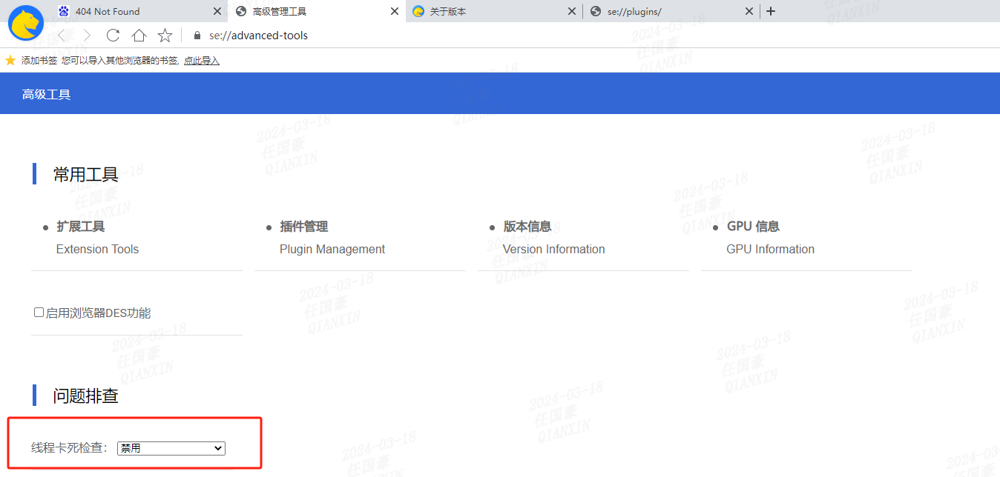 404 Not Found
高级管理工具
关于版本
se://plugins/
se://advanced-tools
添加书签 您可以导入其他浏览器的书签, 点此导入
高级工具
常用工具
扩展工具
Extension Tools
插件管理
Plugin Management
版本信息
Version Information
GPU 信息
GPU Information
启用浏览器DES功能
问题排查
线程卡死检查：
禁用
2024-03-18
任国豪
QIANXIN